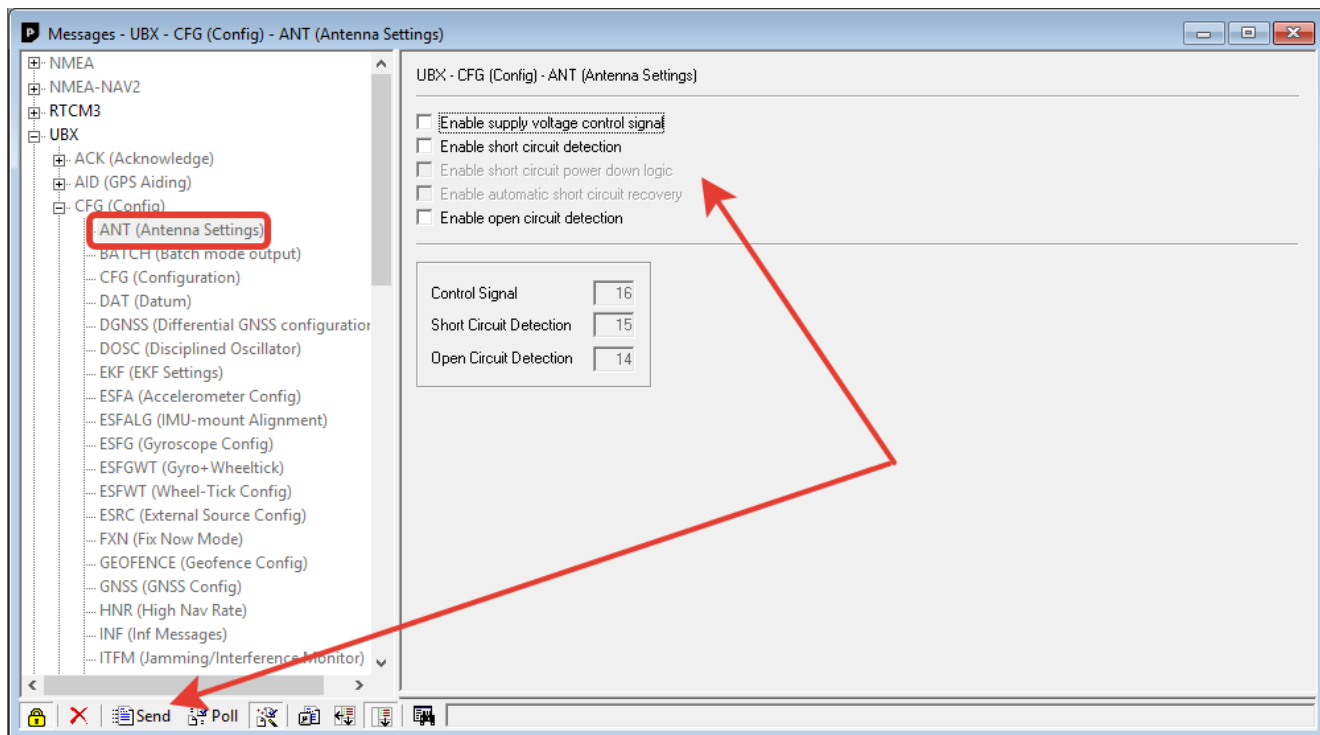 Messages - UBX - CFG (Config) - ANT (Antenna Settings)
NMEA
NMEA-NAV2
RTCM3
UBX
ACK (Acknowledge)
AID (GPS Aiding)
CFG (Config)
ANT (Antenna Settings)
BATCH (Batch mode output)
CFG (Configuration)
DAT (Datum)
DGNSS (Differential GNSS configuration
DOSC (Disciplined Oscillator)
EKF (EKF Settings)
ESFA (Accelerometer Config)
ESFALG (IMU-mount Alignment)
ESFG (Gyroscope Config)
ESFGWT (Gyro+Wheeltick)
ESFWT (Wheel-Tick Config)
ESRC (External Source Config)
FXN (Fix Now Mode)
GEOFENCE (Geofence Config)
GNSS (GNSS Config)
HNR (High Nav Rate)
INF (Inf Messages)
ITFM (Jamming/Interference Monitor)
UBX - CFG (Config) - ANT (Antenna Settings)
Enable supply voltage control signal
Enable short circuit detection
Enable short circuit power down logic
Enable automatic short circuit recovery
Enable open circuit detection
Control Signal 16
Short Circuit Detection 15
Open Circuit Detection 14
Send Poll